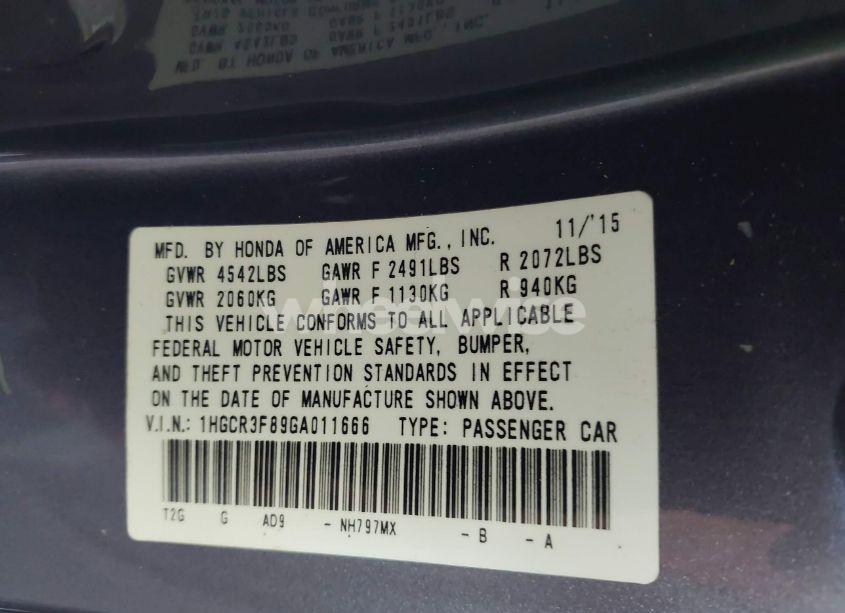 MFD. BY HONDA OF AMERICA MFG., INC. 11/'15
GVWR 4542LBS GAWR F 2491LBS R 2072LBS
GVWR 2060KG GAWR F 1130KG R 940KG
THIS VEHICLE CONFORMS TO ALL APPLICABLE
FEDERAL MOTOR VEHICLE SAFETY, BUMPER,
AND THEFT PREVENTION STANDARDS IN EFFECT
ON THE DATE OF MANUFACTURE SHOWN ABOVE.
V.I.N.: 1HGCR3F89GA011666 TYPE: PASSENGER CAR
T2G G AD9 - NH797MX - B - A
wheelwise